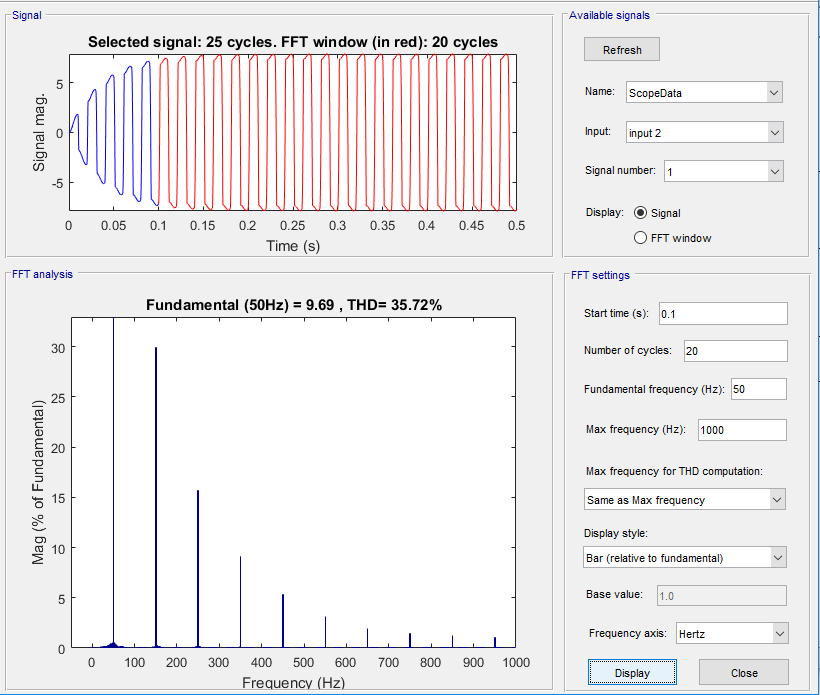 Signal
Selected signal: 25 cycles. FFT window (in red): 20 cycles
5
0
-5
Signal mag.
0 0.05 0.1 0.15 0.2 0.25 0.3 0.35 0.4 0.45 0.5
Time (s)
FFT analysis
Fundamental (50Hz) = 9.69 , THD= 35.72%
30
25
20
15
10
5
0
Mag (% of Fundamental)
0 100 200 300 400 500 600 700 800 900 1000
Frequency (Hz)
Available signals
Refresh
Name: ScopeData
Input: input 2
Signal number: 1
Display: Signal
FFT window
FFT settings
Start time (s): 0.1
Number of cycles: 20
Fundamental frequency (Hz): 50
Max frequency (Hz): 1000
Max frequency for THD computation:
Same as Max frequency
Display style:
Bar (relative to fundamental)
Base value: 1.0
Frequency axis: Hertz
Display Close